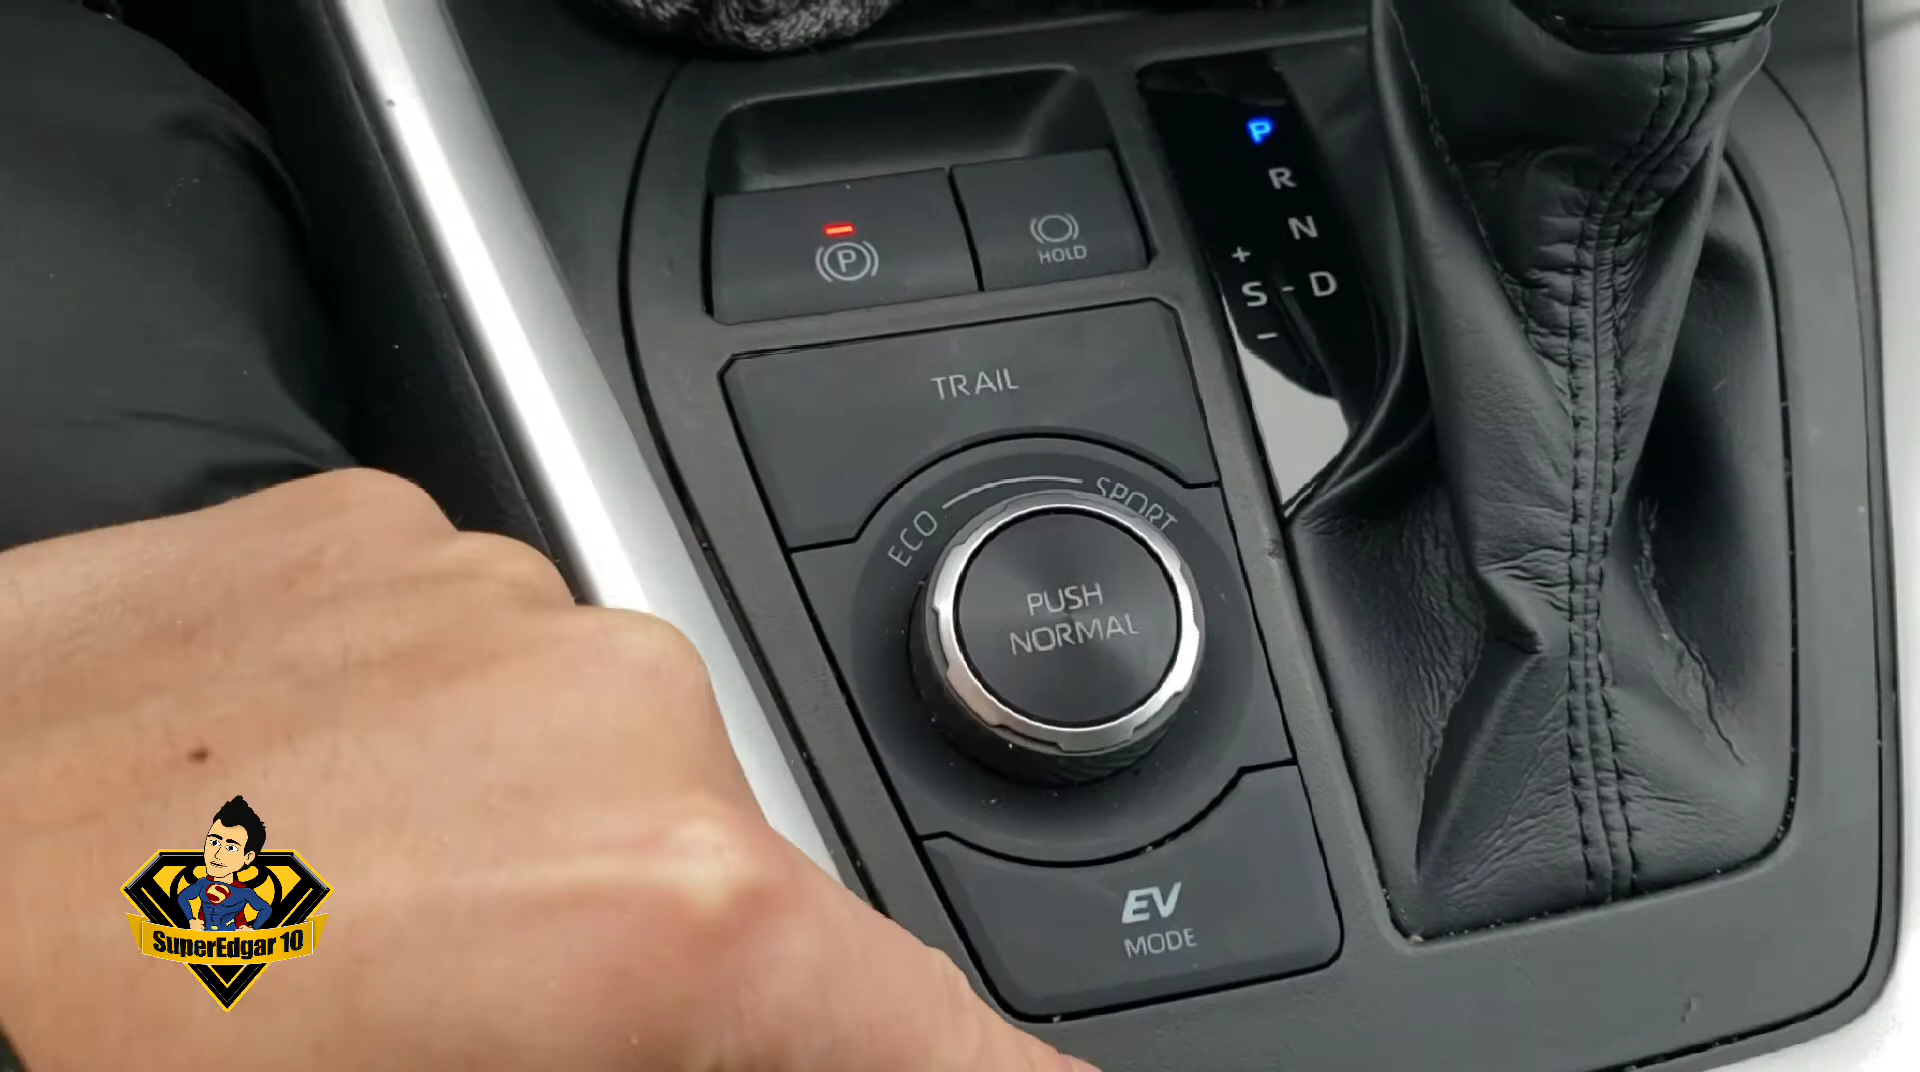 P
R
N
+
S - D
–
P
HOLD
TRAIL
ECO
SPORT
PUSH
NORMAL
EV
MODE
S
SuperEdgar 10